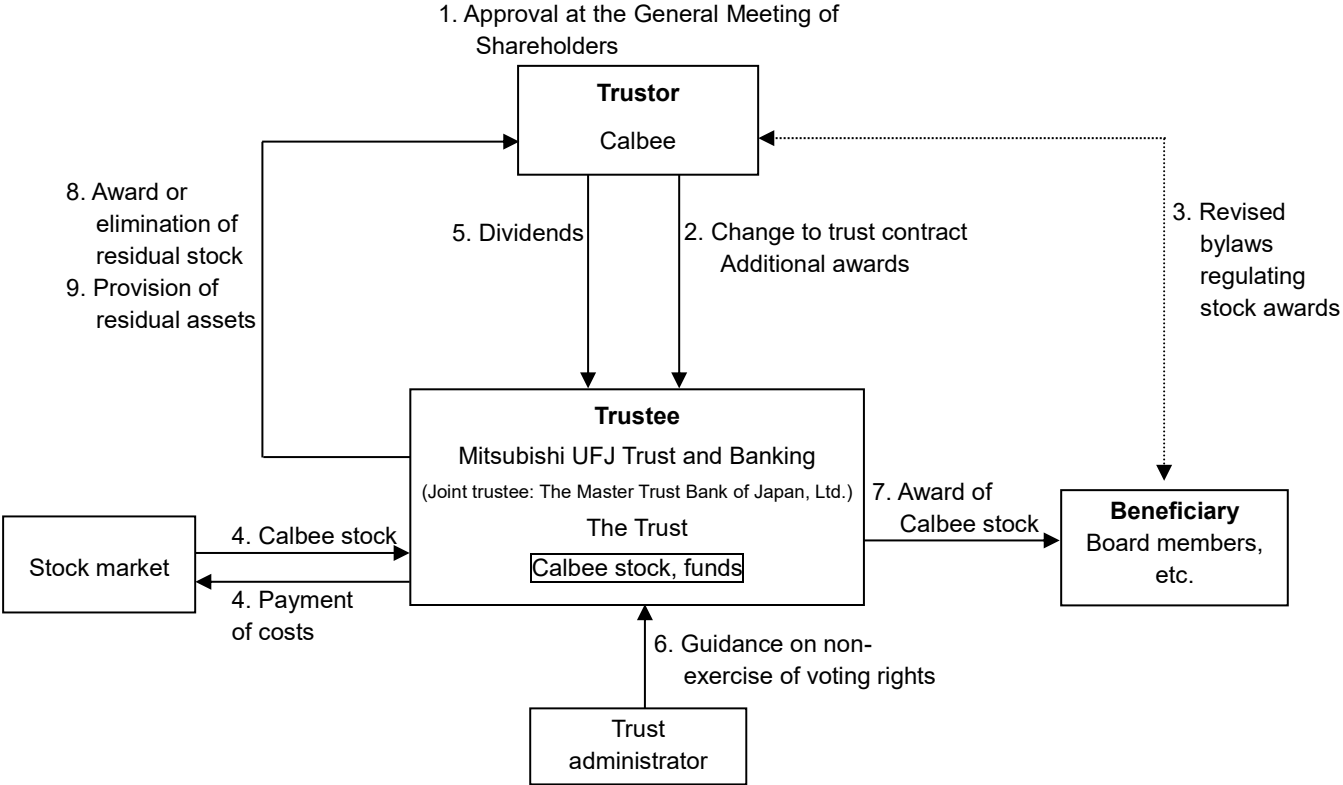 1. Approval at the General Meeting of
Shareholders
Trustor
Calbee
8. Award or
elimination of
residual stock
9. Provision of
residual assets
5. Dividends
2. Change to trust contract
Additional awards
3. Revised
bylaws
regulating
stock awards
Trustee
Mitsubishi UFJ Trust and Banking
(Joint trustee: The Master Trust Bank of Japan, Ltd.)
The Trust
Calbee stock, funds
7. Award of
Calbee stock
Beneficiary
Board members,
etc.
Stock market
4. Calbee stock
4. Payment
of costs
6. Guidance on non-
exercise of voting rights
Trust
administrator